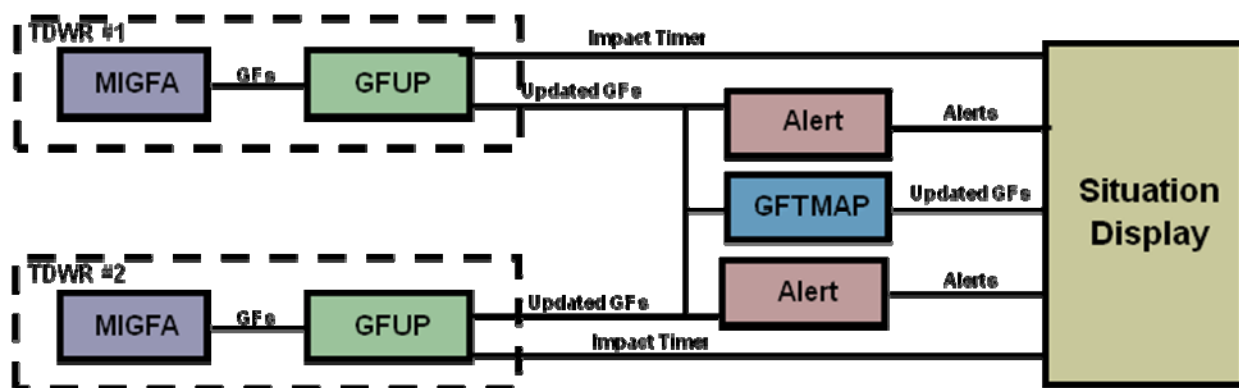 TDWR #1
Impact Timer
MIGFA
GFs
GFUP
Updated GFs
Alert
Alerts
GFTMAP
Updated GFs
Situation
Display
TDWR #2
MIGFA
GFs
GFUP
Updated GFs
Alert
Alerts
Impact Timer